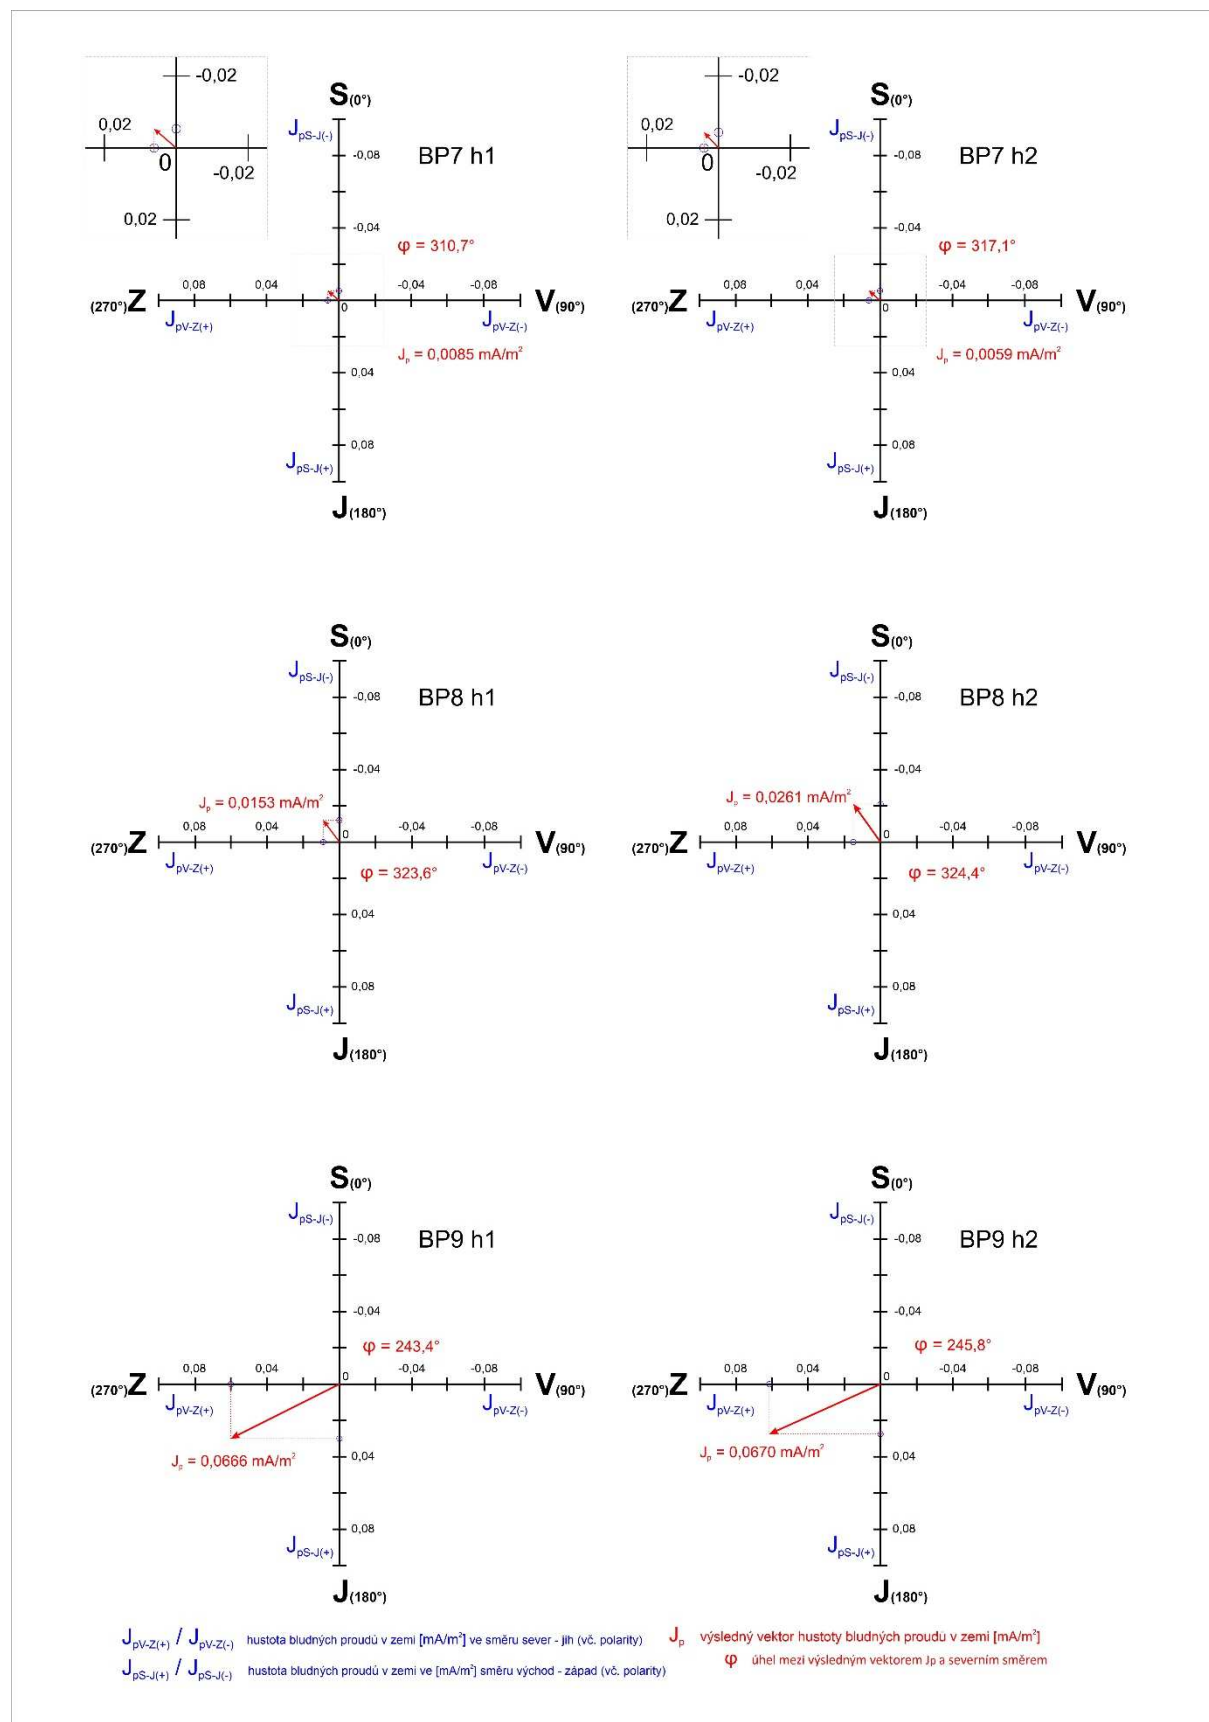 -0,02
0,02
0
-0,02
0,02
S(0°)
JpS-J(-)
-0,08
BP7 h1
-0,04
φ = 310,7°
0,08
0,04
-0,04
-0,08
(270°)Z
0
V(90°)
JpV-Z(+)
JpV-Z(-)
Jp = 0,0085 mA/m²
0,04
0,08
JpS-J(+)
J(180°)
-0,02
0,02
0
-0,02
0,02
S(0°)
JpS-J(-)
-0,08
BP7 h2
-0,04
φ = 317,1°
0,08
0,04
-0,04
-0,08
(270°)Z
0
V(90°)
JpV-Z(+)
JpV-Z(-)
Jp = 0,0059 mA/m²
0,04
0,08
JpS-J(+)
J(180°)
S(0°)
JpS-J(-)
-0,08
BP8 h1
-0,04
Jp = 0,0153 mA/m²
0,08
0,04
0
-0,04
-0,08
(270°)Z
V(90°)
JpV-Z(+)
JpV-Z(-)
φ = 323,6°
0,04
0,08
JpS-J(+)
J(180°)
S(0°)
JpS-J(-)
-0,08
BP8 h2
-0,04
Jp = 0,0261 mA/m²
0,08
0,04
0
-0,04
-0,08
(270°)Z
V(90°)
JpV-Z(+)
JpV-Z(-)
φ = 324,4°
0,04
0,08
JpS-J(+)
J(180°)
S(0°)
JpS-J(-)
-0,08
BP9 h1
-0,04
φ = 243,4°
0,08
0,04
0
-0,04
-0,08
(270°)Z
V(90°)
JpV-Z(+)
JpV-Z(-)
Jp = 0,0666 mA/m²
0,04
0,08
JpS-J(+)
J(180°)
S(0°)
JpS-J(-)
-0,08
BP9 h2
-0,04
φ = 245,8°
0,08
0,04
0
-0,04
-0,08
(270°)Z
V(90°)
JpV-Z(+)
JpV-Z(-)
Jp = 0,0670 mA/m²
0,04
0,08
JpS-J(+)
J(180°)
JpV-Z(+) / JpV-Z(-) hustota bludných proudů v zemi [mA/m²] ve směru sever - jih (vč. polarity)
Jp výsledný vektor hustoty bludných proudů v zemi [mA/m²]
JpS-J(+) / JpS-J(-) hustota bludných proudů v zemi ve [mA/m²] směru východ - západ (vč. polarity)
φ úhel mezi výsledným vektorem Jp a severním směrem